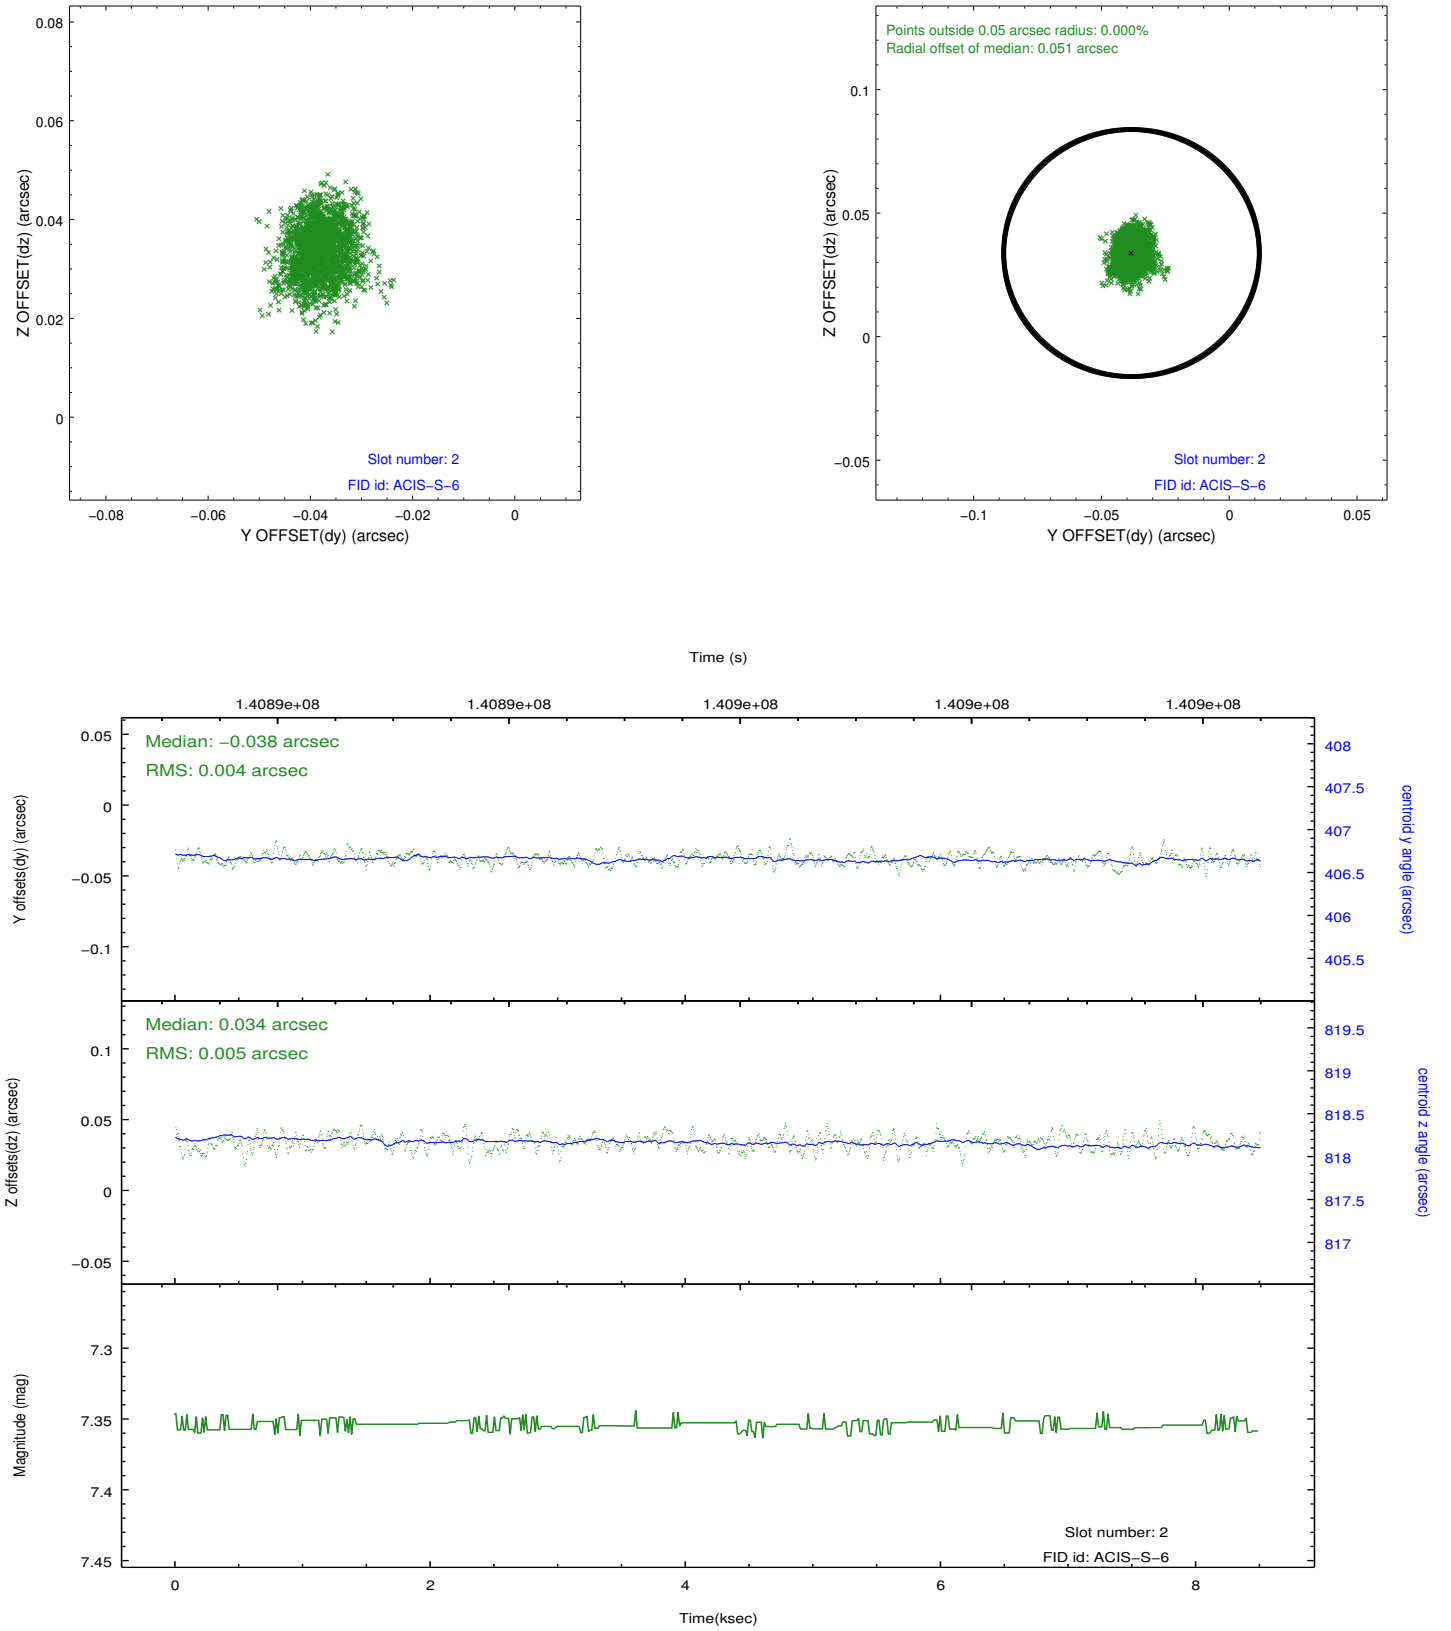 0.08
0.06
0.04
0.02
0
Z OFFSET(dz) (arcsec)
Slot number: 2
FID id: ACIS−S−6
−0.08
−0.06
−0.04
−0.02
0
Y OFFSET(dy) (arcsec)
Points outside 0.05 arcsec radius: 0.000%
Radial offset of median: 0.051 arcsec
0.1
0.05
0
−0.05
Z OFFSET(dz) (arcsec)
Slot number: 2
FID id: ACIS−S−6
−0.1
−0.05
0
0.05
Y OFFSET(dy) (arcsec)
Time (s)
1.4089e+08
1.4089e+08
1.409e+08
1.409e+08
1.409e+08
Median: −0.038 arcsec
RMS: 0.004 arcsec
0.05
0
−0.05
−0.1
Y offsets(dy) (arcsec)
408
407.5
407
406.5
406
405.5
centroid y angle (arcsec)
Median: 0.034 arcsec
RMS: 0.005 arcsec
0.1
0.05
0
−0.05
Z offsets(dz) (arcsec)
819.5
819
818.5
818
817.5
817
centroid z angle (arcsec)
7.3
7.35
7.4
7.45
Magnitude (mag)
Slot number: 2
FID id: ACIS−S−6
0
2
4
6
8
Time(ksec)